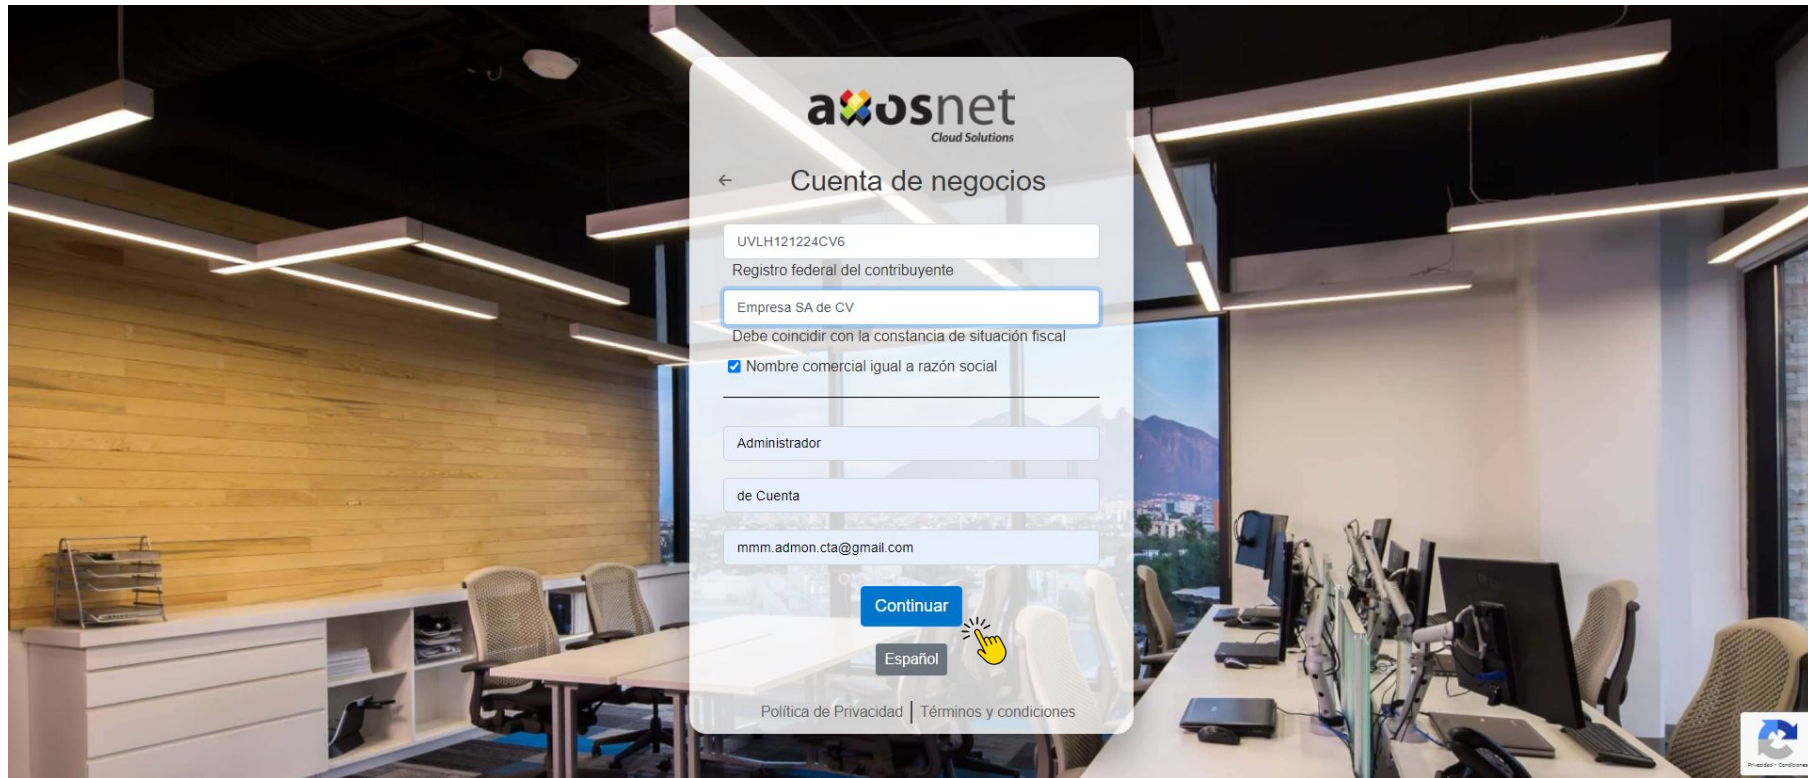 axosnet
Cloud Solutions
← Cuenta de negocios
UVLH121224CV6
Registro federal del contribuyente
Empresa SA de CV
Debe coincidir con la constancia de situación fiscal
Nombre comercial igual a razón social
Administrador
de Cuenta
mmm.admon.cta@gmail.com
Continuar
Español
Política de Privacidad | Términos y condiciones
Privacidad - Condiciones